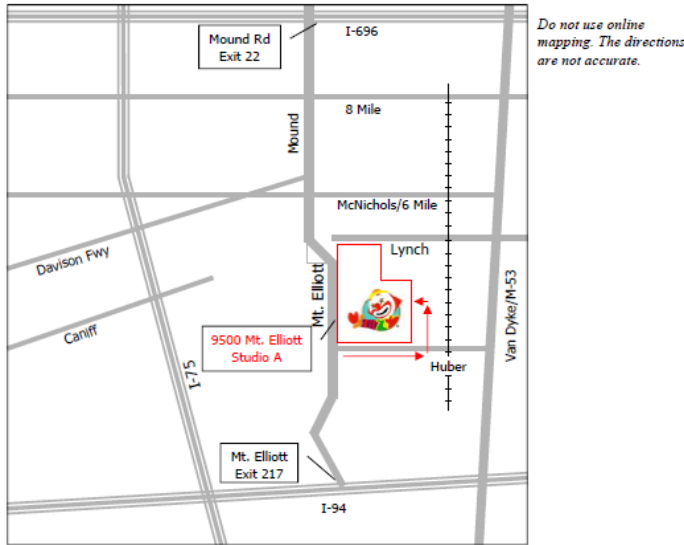 Do not use online
mapping. The directions
are not accurate.
Mound Rd
Exit 22
I-696
8 Mile
Mound
McNichols/6 Mile
Lynch
Davison Fwy
Mt. Elliott
Caniff
9500 Mt. Elliott
Studio A
Van Dyke/M-53
I-75
Huber
Mt. Elliott
Exit 217
I-94